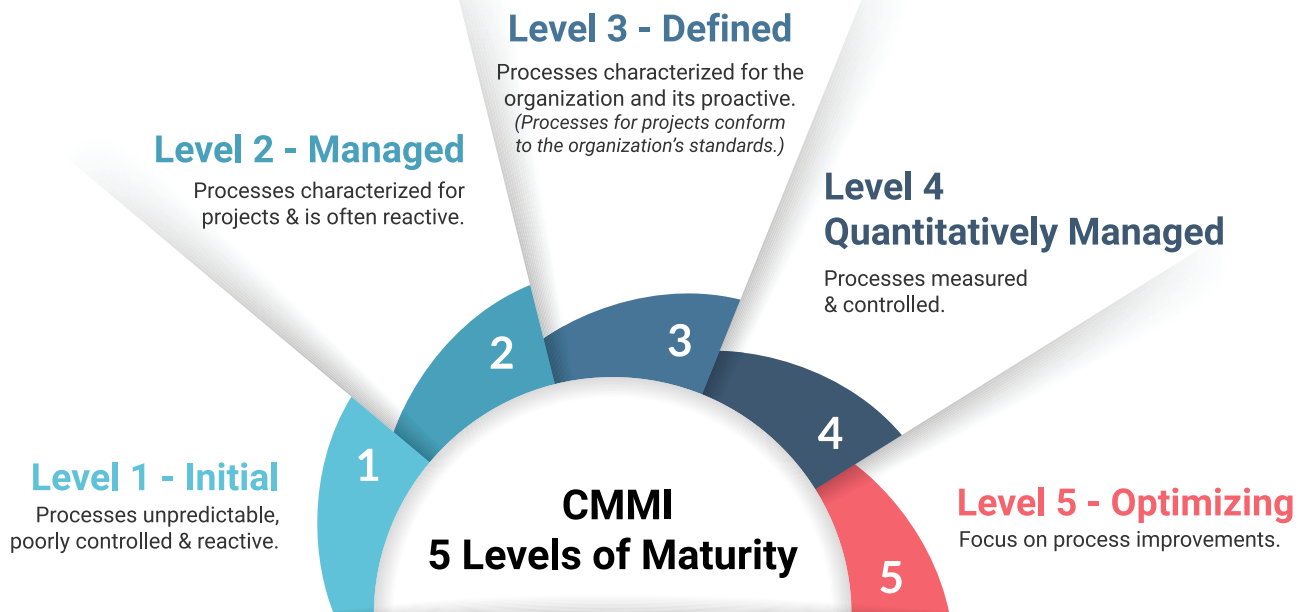 Level 1 - Initial
Processes unpredictable,
poorly controlled & reactive.
1
Level 2 - Managed
Processes characterized for
projects & is often reactive.
2
Level 3 - Defined
Processes characterized for the
organization and its proactive.
(Processes for projects conform
to the organization’s standards.)
3
Level 4
Quantitatively Managed
Processes measured
& controlled.
4
Level 5 - Optimizing
Focus on process improvements.
5
CMMI
5 Levels of Maturity